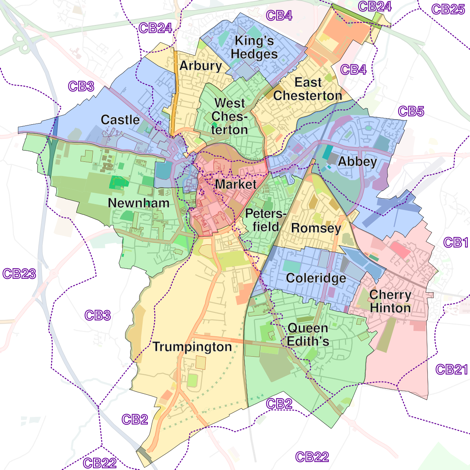 CB24
CB25
CB4
CB24
King's
Hedges
Arbury
CB4
CB3
East
Chesterton
West
Ches-
terton
CB5
Castle
Abbey
Market
Newnham
Peters-
field
Romsey
CB1
CB23
Coleridge
Cherry
Hinton
CB3
Queen
Edith's
Trumpington
CB21
CB2
CB2
CB22
CB22